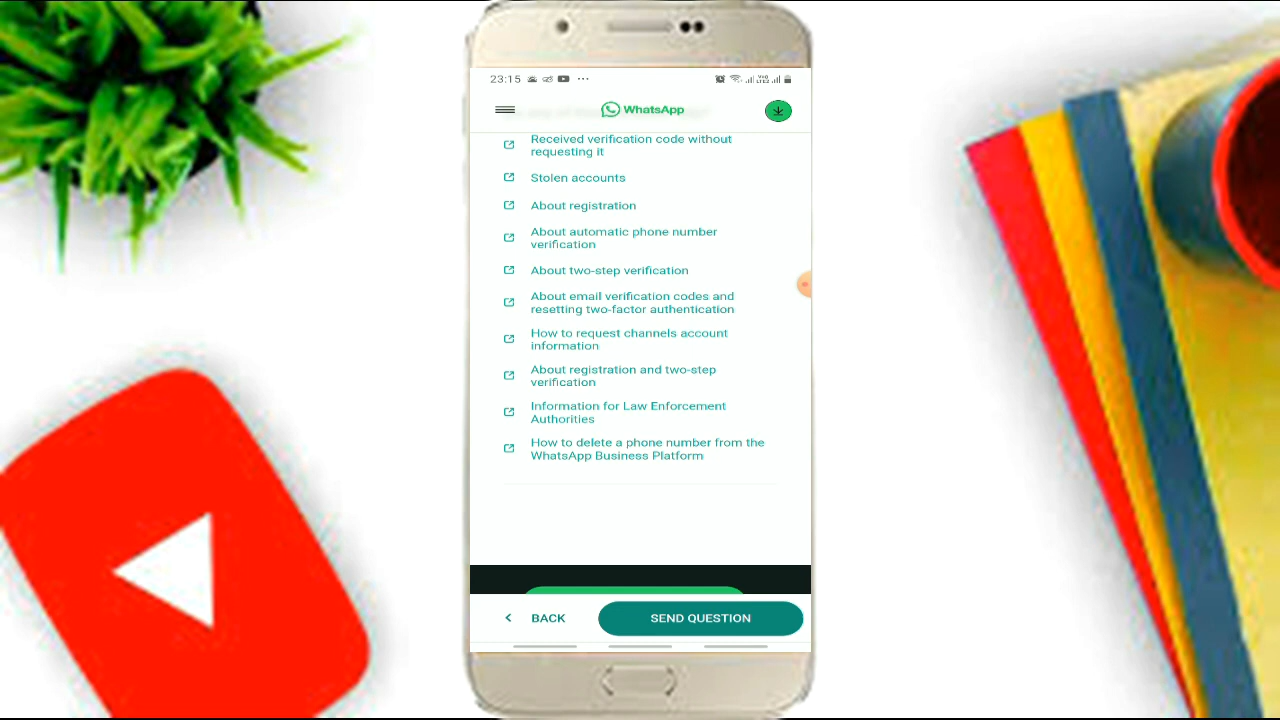 23:15
WhatsApp
Received verification code without
requesting it
Stolen accounts
About registration
About automatic phone number
verification
About two-step verification
About email verification codes and
resetting two-factor authentication
How to request channels account
information
About registration and two-step
verification
Information for Law Enforcement
Authorities
How to delete a phone number from the
WhatsApp Business Platform
BACK
SEND QUESTION